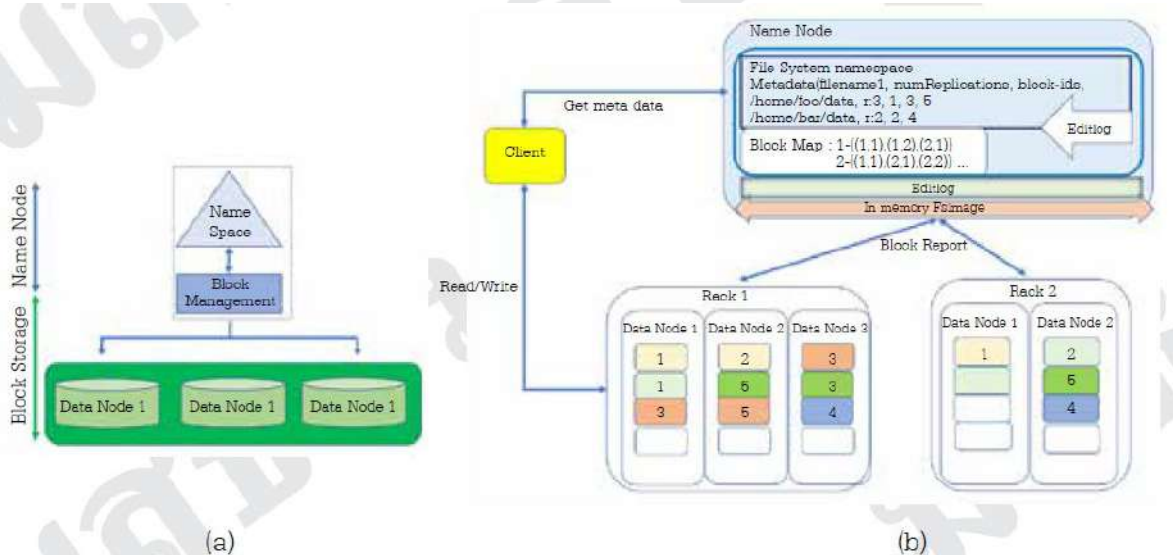 Name Node
Block Storage
Name
Space
Block
Management
Data Node 1
Data Node 1
Data Node 1
(a)
Name Node
File System namespace
Metadata(filename1, numReplications, block-ids,
/home/foo/data, r:3, 1, 3, 5
/home/bar/data, r:2, 2, 4
Editlog
Block Map : 1-{(1,1).(1,2).(2,1)}
2-{(1,1).(2,1).(2,2)} ...
Editlog
In memory Fsimage
Get meta data
Client
Block Report
Read/Write
Rack 1
Data Node 1
Data Node 2
Data Node 3
1
2
3
1
5
3
3
5
4
Rack 2
Data Node 1
Data Node 2
1
2
5
4
(b)